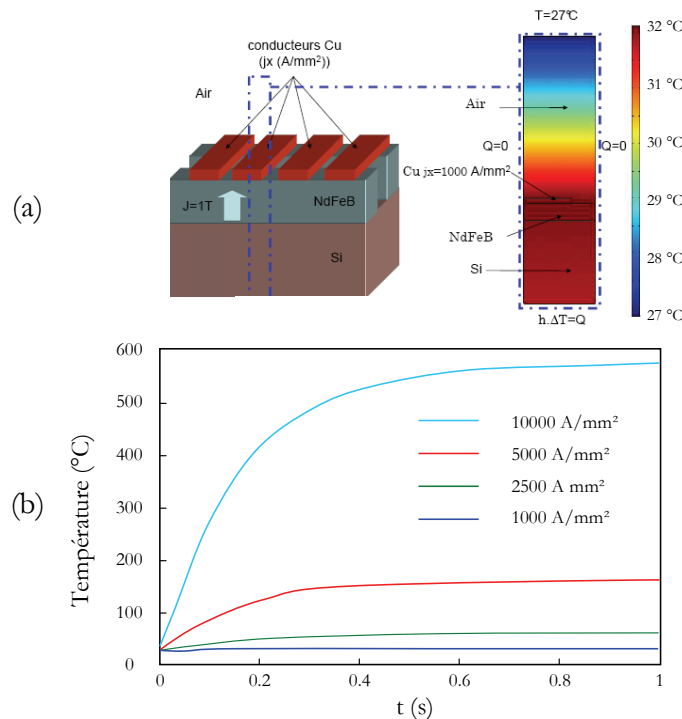 conducteurs Cu
(jx (A/mm²))
Air
J=1T
NdFeB
Si
(a)
T=27°C
Air
Q=0
Q=0
Cu jx=1000 A/mm²
NdFeB
Si
h.ΔT=Q
32 °C
31 °C
30 °C
29 °C
28 °C
27 °C
(b)
Température (°C)
600
500
400
300
200
100
0
10000 A/mm²
5000 A/mm²
2500 A mm²
1000 A/mm²
0
0.2
0.4
0.6
0.8
1
t (s)